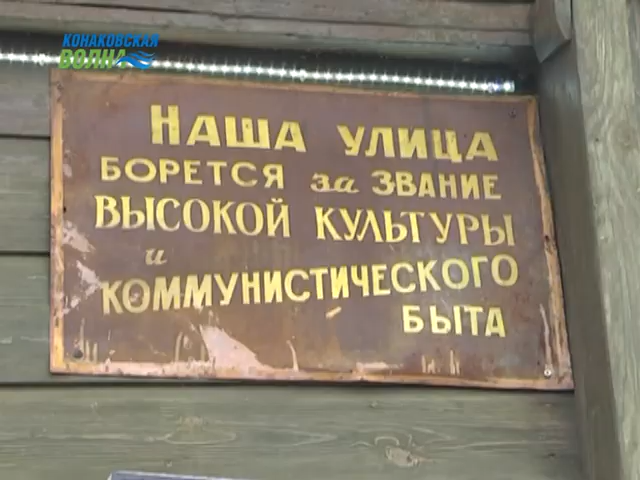 КОНАКОВСКАЯ
ВОЛНА
НАША УЛИЦА
БОРЕТСЯ за ЗВАНИЕ
ВЫСОКОЙ КУЛЬТУРЫ
и
КОММУНИСТИЧЕСКОГО
БЫТА